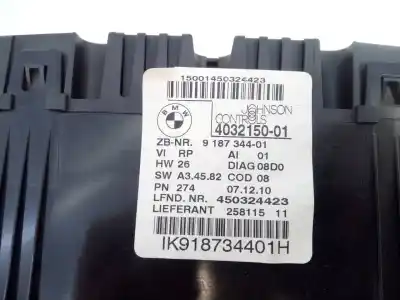 15001450324423
BMW
JOHNSON
CONTROLS
4032150-01
ZB-NR. 9 187 344-01
VI RP AI 01
HW 26 DIAG 08D0
SW A3.45.82 COD 08
PN 274 07.12.10
LFND. NR. 450324423
LIEFERANT 258115 11
IK918734401H